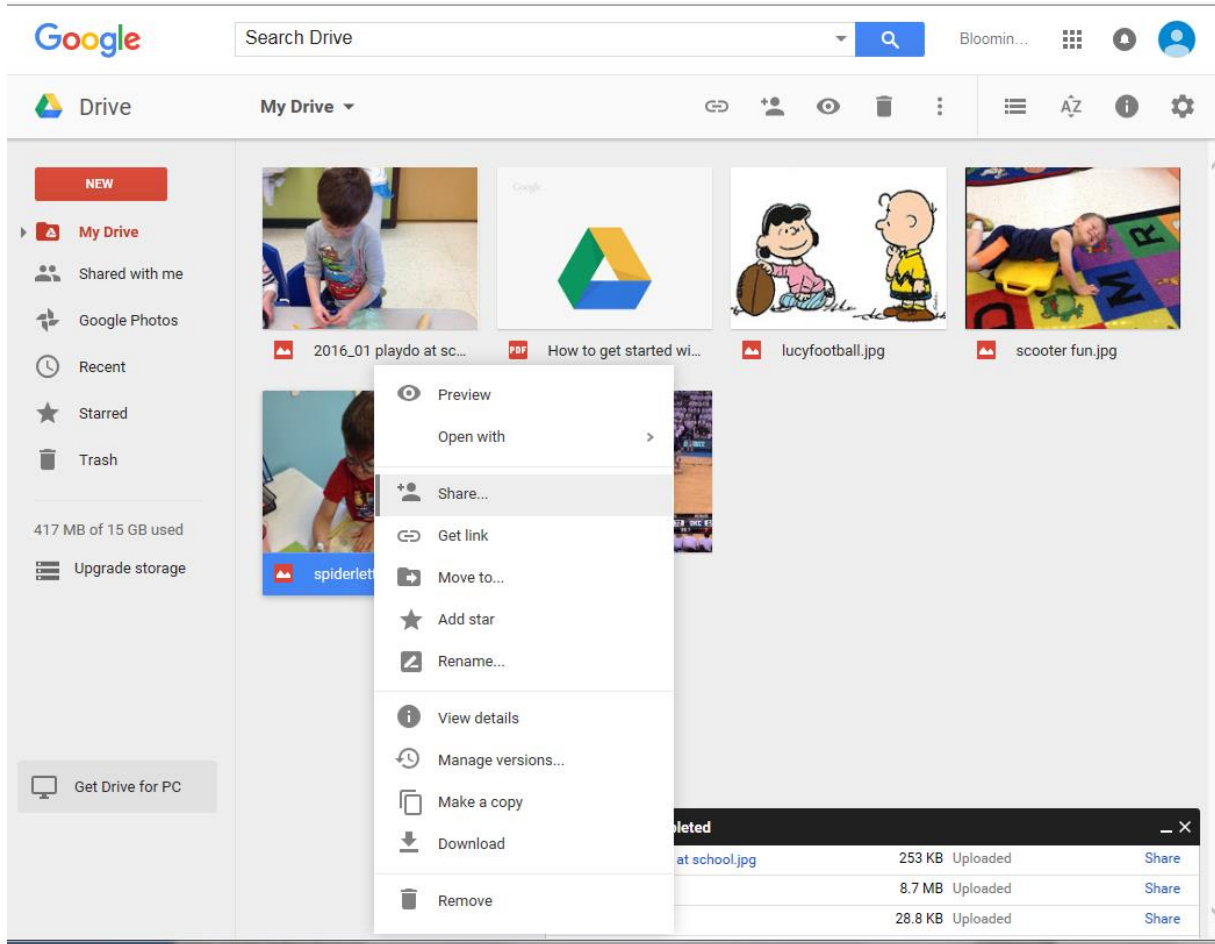 Google
Search Drive
Bloomin...
Drive
My Drive
AZ
NEW
My Drive
Shared with me
Google Photos
Recent
Starred
Trash
417 MB of 15 GB used
Upgrade storage
Get Drive for PC
Google
2016_01 playdo at sc...
PDF
How to get started wi...
lucyfootball.jpg
scooter fun.jpg
spiderlett
Preview
Open with
Share...
Get link
Move to...
Add star
Rename...
View details
Manage versions...
Make a copy
Download
Remove
pleted
at school.jpg 253 KB Uploaded Share
8.7 MB Uploaded Share
28.8 KB Uploaded Share